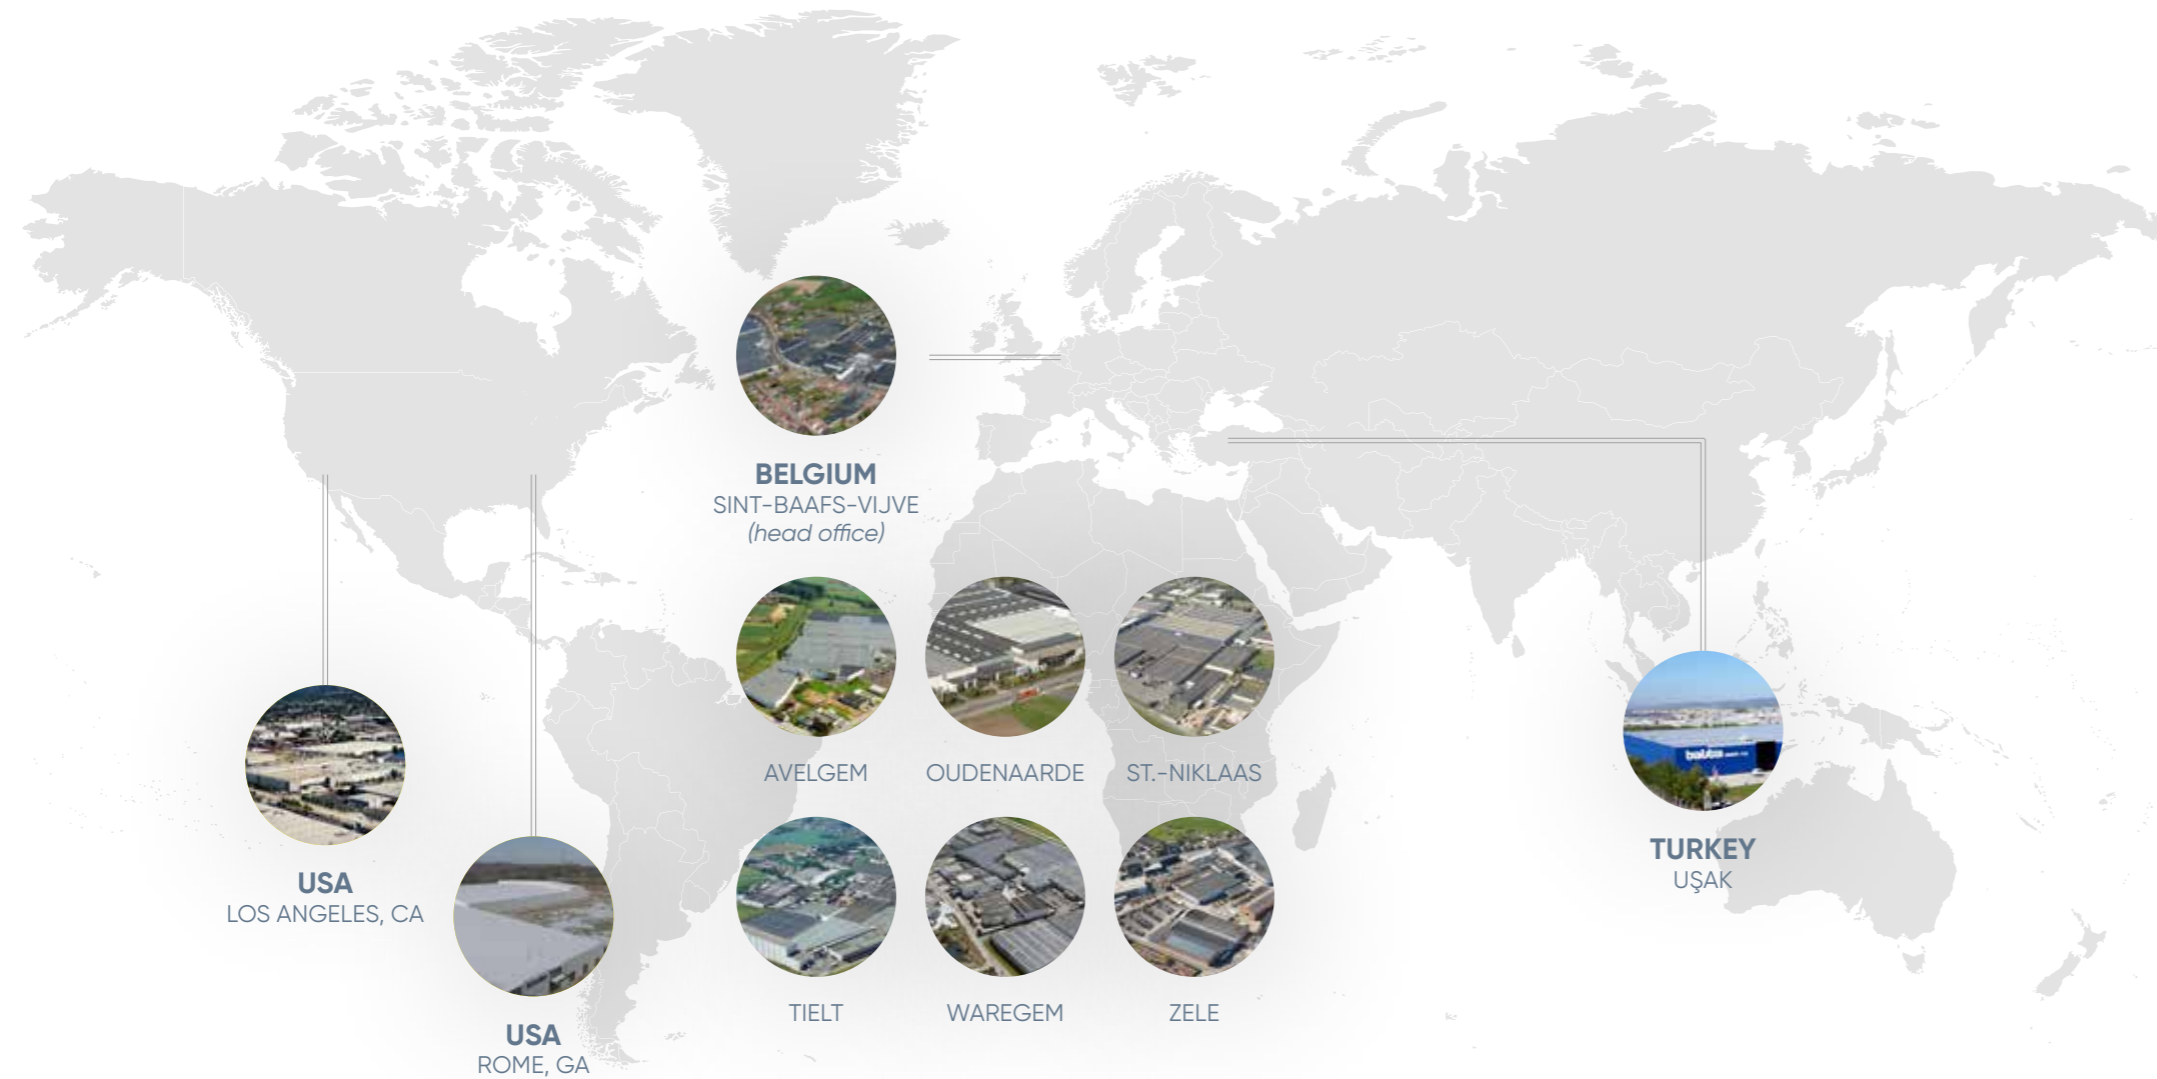 BELGIUM
SINT-BAAFS-VIJVE
(head office)
AVELGEM
OUDENAARDE
ST.-NIKLAAS
TIELT
WAREGEM
ZELE
USA
LOS ANGELES, CA
USA
ROME, GA
balta
TURKEY
UŞAK